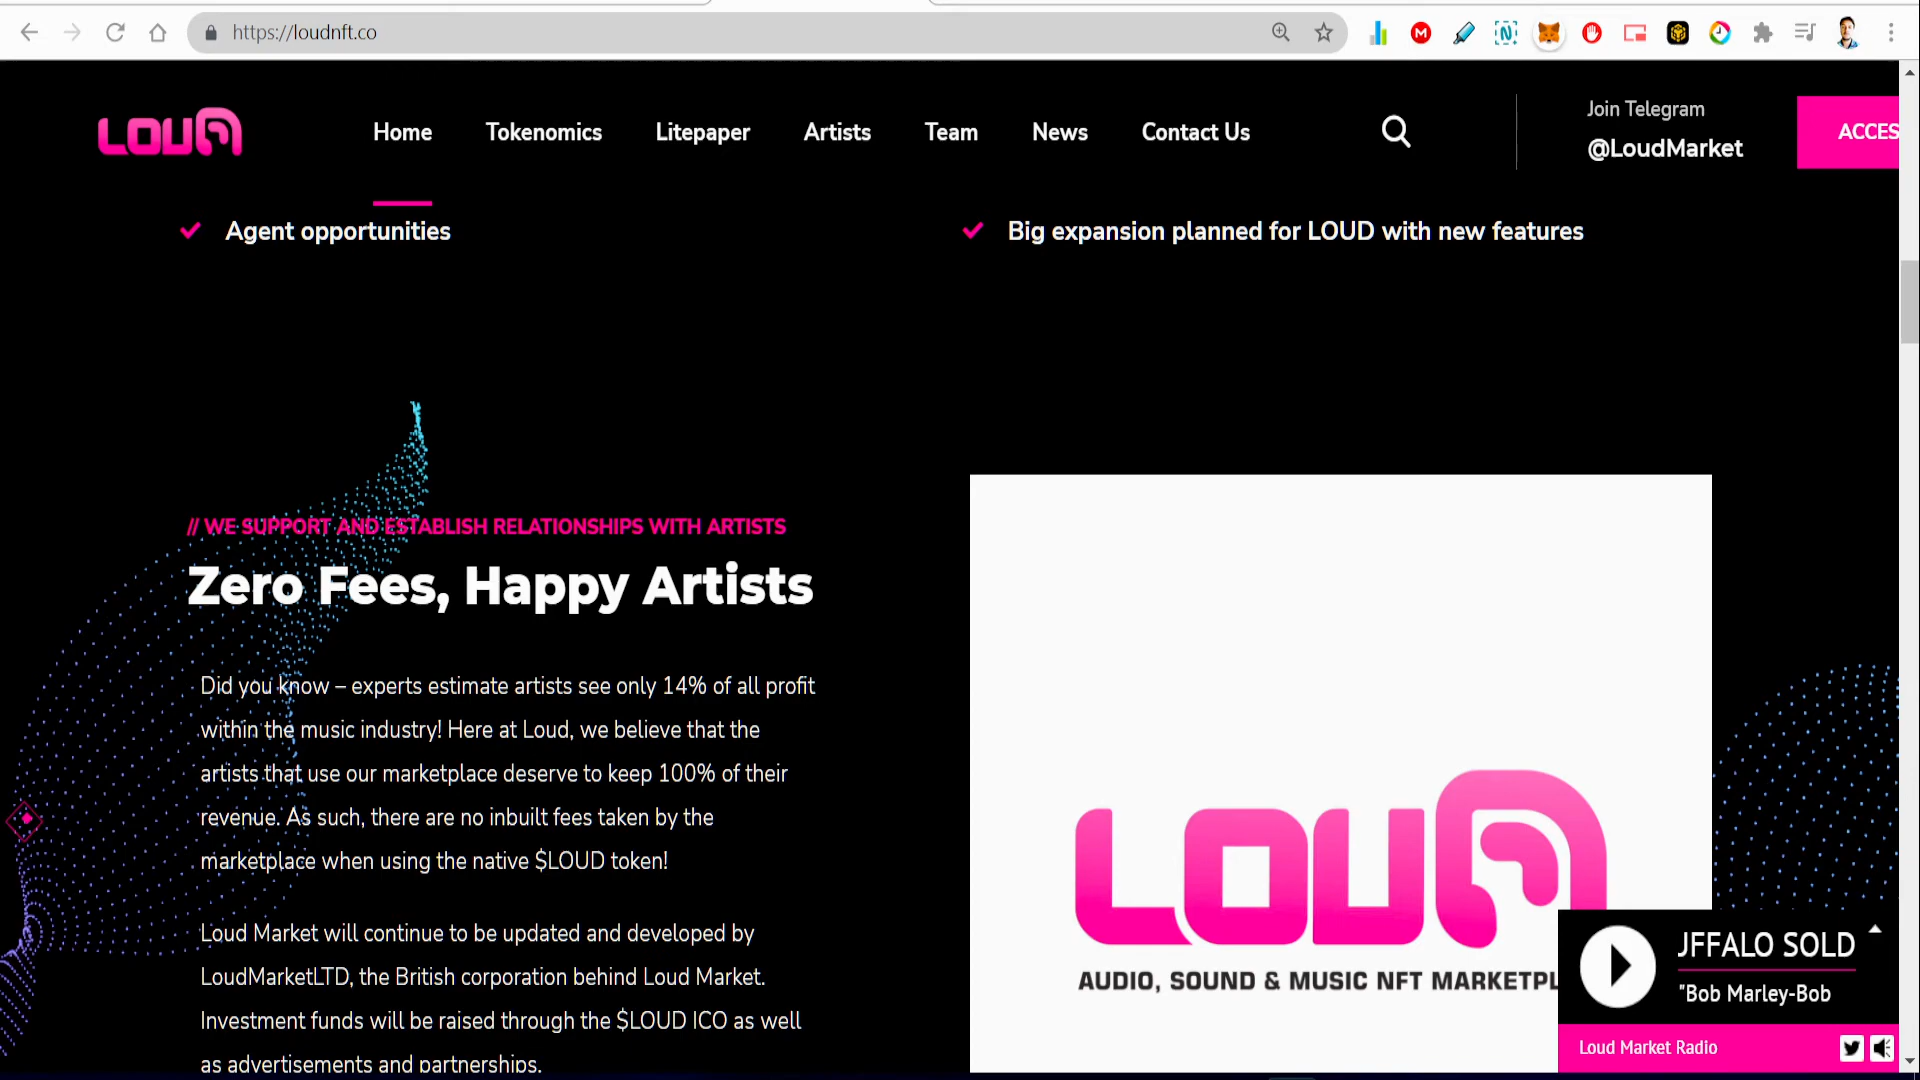 https://loudnft.co
LOUD
Home
Tokenomics
Litepaper
Artists
Team
News
Contact Us
Join Telegram
@LoudMarket
ACCES
Agent opportunities
Big expansion planned for LOUD with new features
// WE SUPPORT AND ESTABLISH RELATIONSHIPS WITH ARTISTS
Zero Fees, Happy Artists
Did you know – experts estimate artists see only 14% of all profit
within the music industry! Here at Loud, we believe that the
artists that use our marketplace deserve to keep 100% of their
revenue. As such, there are no inbuilt fees taken by the
marketplace when using the native $LOUD token!
Loud Market will continue to be updated and developed by
LoudMarketLTD, the British corporation behind Loud Market.
Investment funds will be raised through the $LOUD ICO as well
as advertisements and partnerships.
LOUD
AUDIO, SOUND & MUSIC NFT MARKETPL
JFFALO SOLD
"Bob Marley-Bob
Loud Market Radio